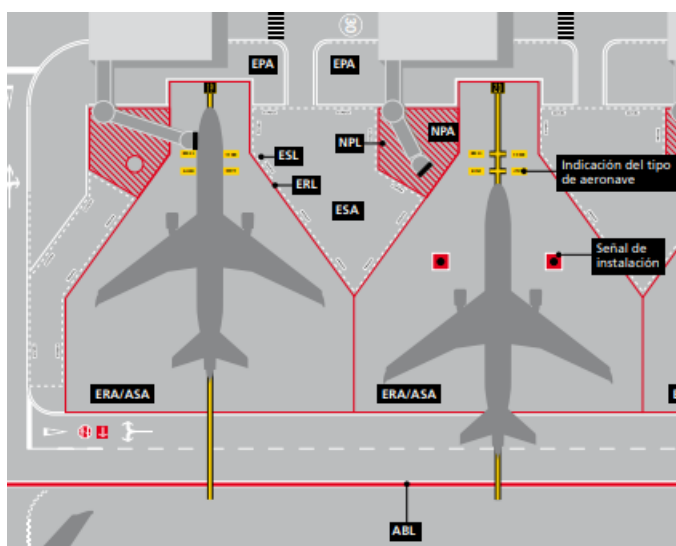 30
EPA
EPA
NPA
NPL
ESL
ERL
ESA
Indicación del tipo
de aeronave
Señal de
instalación
ERA/ASA
ERA/ASA
E
ABL